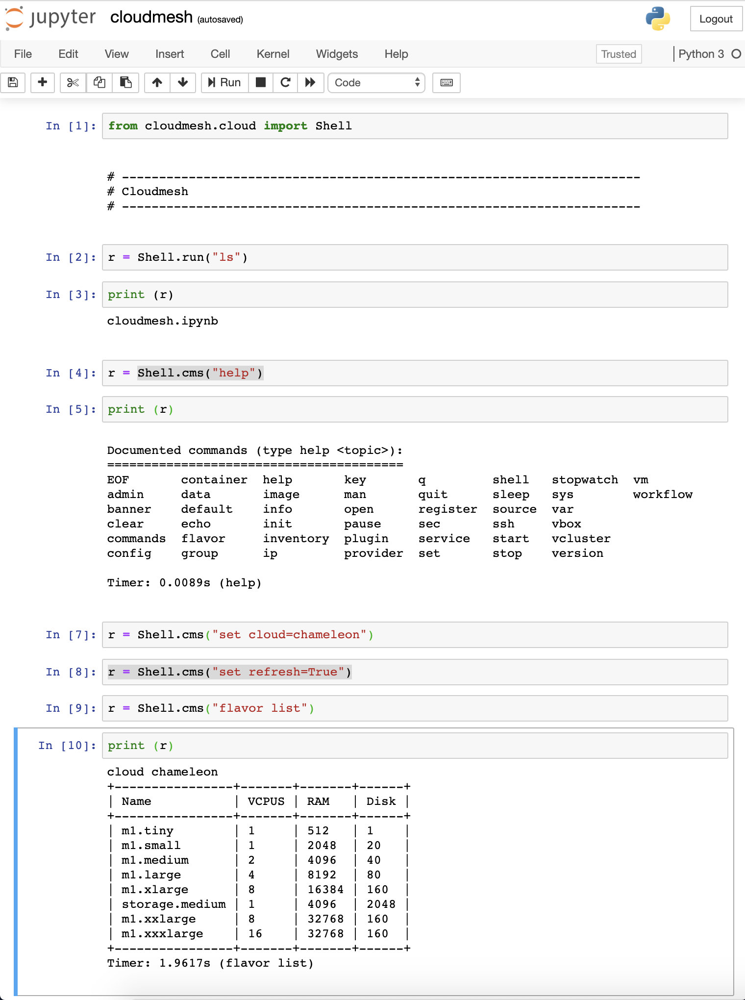 jupyter cloudmesh (autosaved) Logout
File Edit View Insert Cell Kernel Widgets Help Trusted Python 3
Run Code
In [1]: from cloudmesh.cloud import Shell
# ----------------------------------------------------------------------
# Cloudmesh
# ----------------------------------------------------------------------
In [2]: r = Shell.run("ls")
In [3]: print (r)
cloudmesh.ipynb
In [4]: r = Shell.cms("help")
In [5]: print (r)
Documented commands (type help <topic>):
========================================
EOF       container  help       key       q         shell   stopwatch  vm
admin     data       image      man       quit      sleep   sys        workflow
banner    default    info       open      register  source  var
clear     echo       init       pause     sec       ssh     vbox
commands  flavor     inventory  plugin    service   start   vcluster
config    group      ip         provider  set       stop    version
Timer: 0.0089s (help)
In [7]: r = Shell.cms("set cloud=chameleon")
In [8]: r = Shell.cms("set refresh=True")
In [9]: r = Shell.cms("flavor list")
In [10]: print (r)
cloud chameleon
+----------------+-------+-------+------+
| Name           | VCPUS | RAM   | Disk |
+----------------+-------+-------+------+
| m1.tiny        | 1     | 512   | 1    |
| m1.small       | 1     | 2048  | 20   |
| m1.medium      | 2     | 4096  | 40   |
| m1.large       | 4     | 8192  | 80   |
| m1.xlarge      | 8     | 16384 | 160  |
| storage.medium | 1     | 4096  | 2048 |
| m1.xxlarge     | 8     | 32768 | 160  |
| m1.xxxlarge    | 16    | 32768 | 160  |
+----------------+-------+-------+------+
Timer: 1.9617s (flavor list)